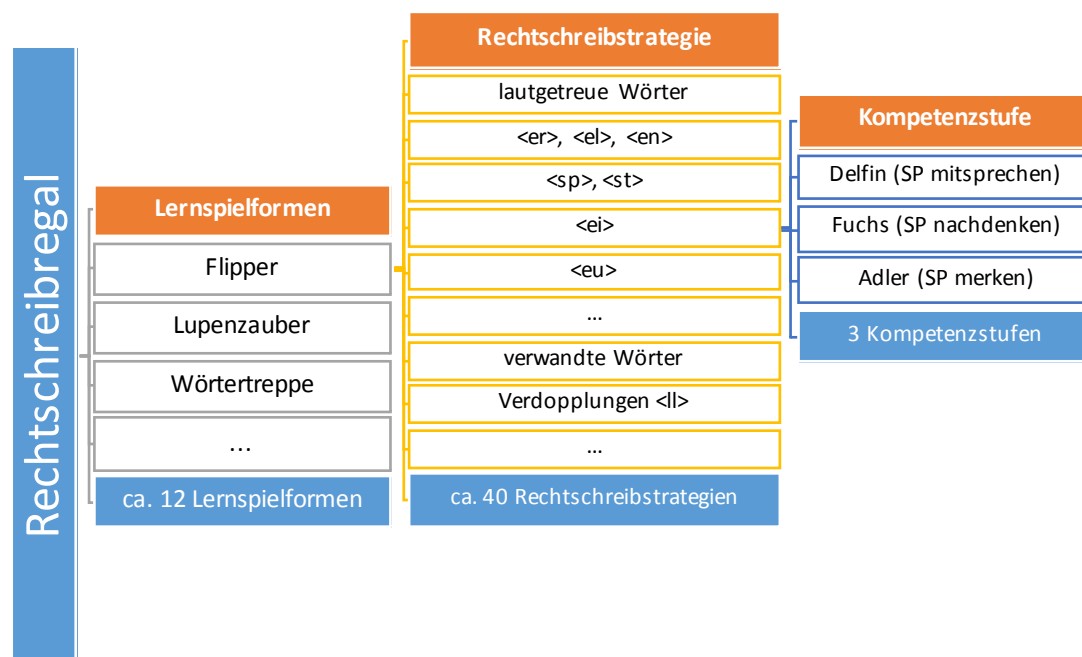 Rechtschreibregal
Lernspielformen
Flipper
Lupenzauber
Wörtertreppe
…
ca. 12 Lernspielformen
Rechtschreibstrategie
lautgetreue Wörter
<er>, <el>, <en>
<sp>, <st>
<ei>
<eu>
…
verwandte Wörter
Verdopplungen <ll>
…
ca. 40 Rechtschreibstrategien
Kompetenzstufe
Delfin (SP mitsprechen)
Fuchs (SP nachdenken)
Adler (SP merken)
3 Kompetenzstufen